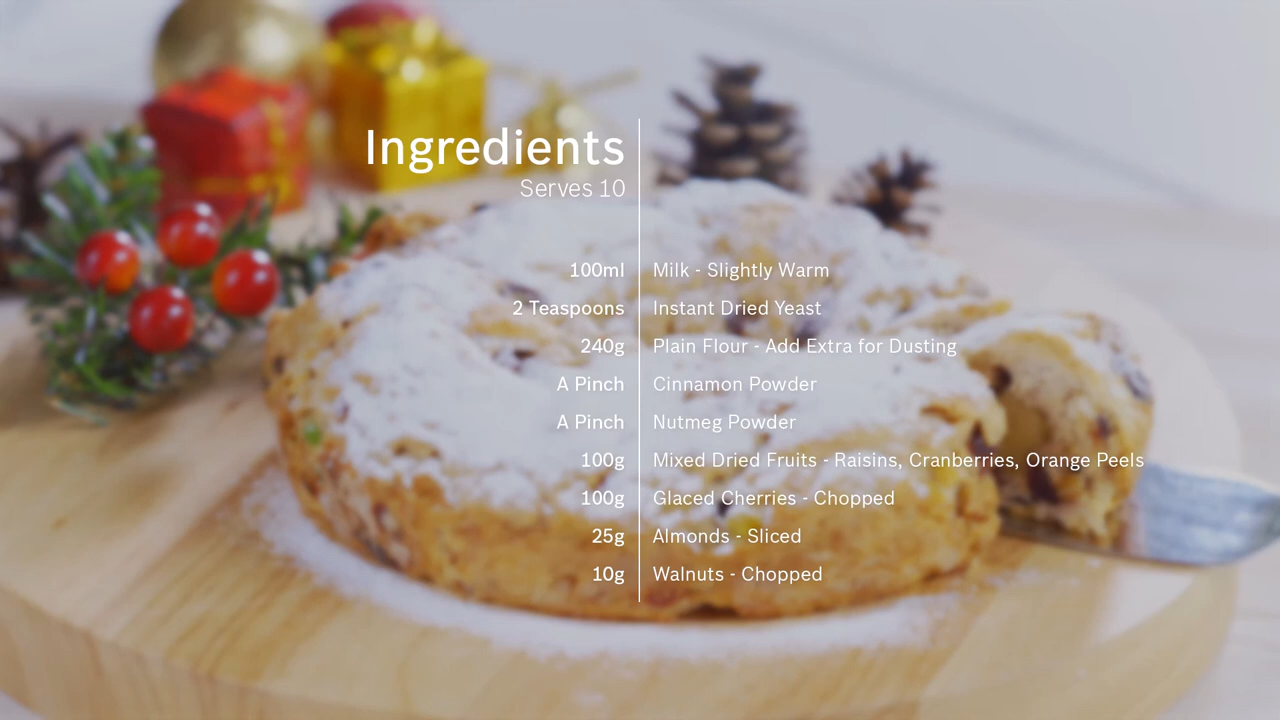 Ingredients
Serves 10
100ml Milk - Slightly Warm
2 Teaspoons Instant Dried Yeast
240g Plain Flour - Add Extra for Dusting
A Pinch Cinnamon Powder
A Pinch Nutmeg Powder
100g Mixed Dried Fruits - Raisins, Cranberries, Orange Peels
100g Glaced Cherries - Chopped
25g Almonds - Sliced
10g Walnuts - Chopped